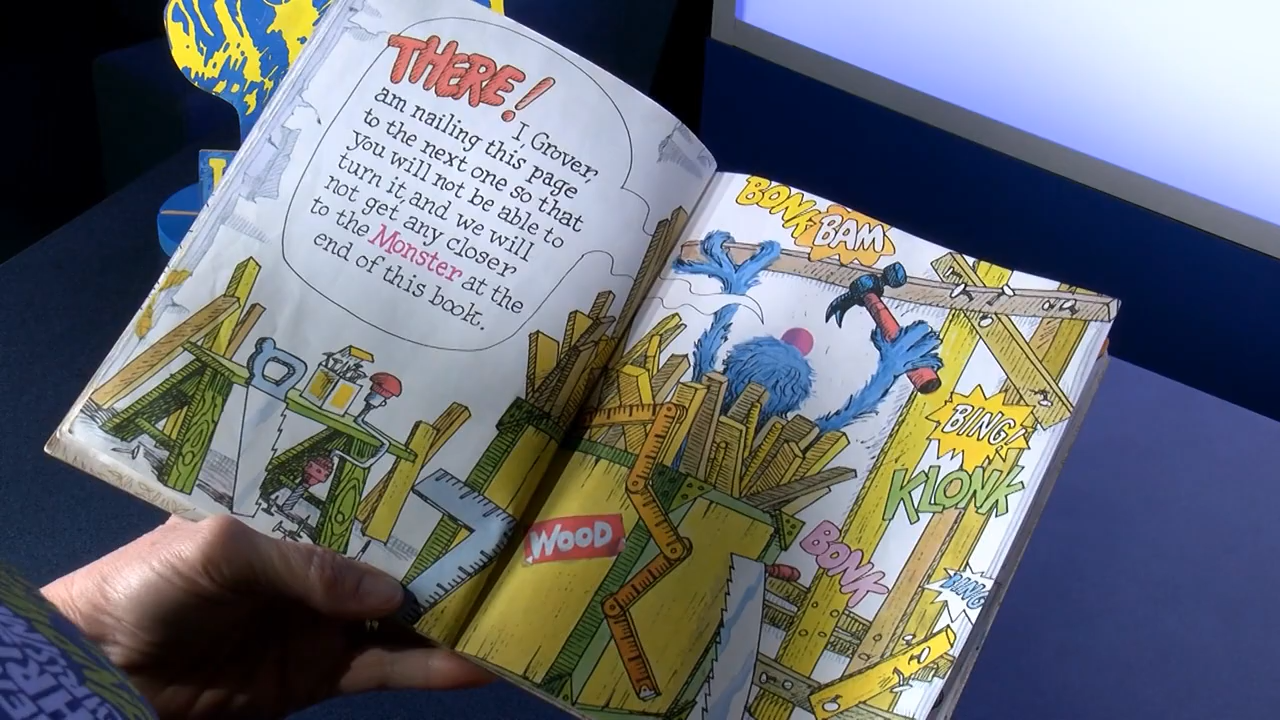 THERE!
I, Grover,
am nailing this page
to the next one so that
you will not be able to
turn it, and we will
not get any closer
to the Monster at the
end of this book.
BONK
BAM
BING!
KLONK
WOOD
BONK
BING